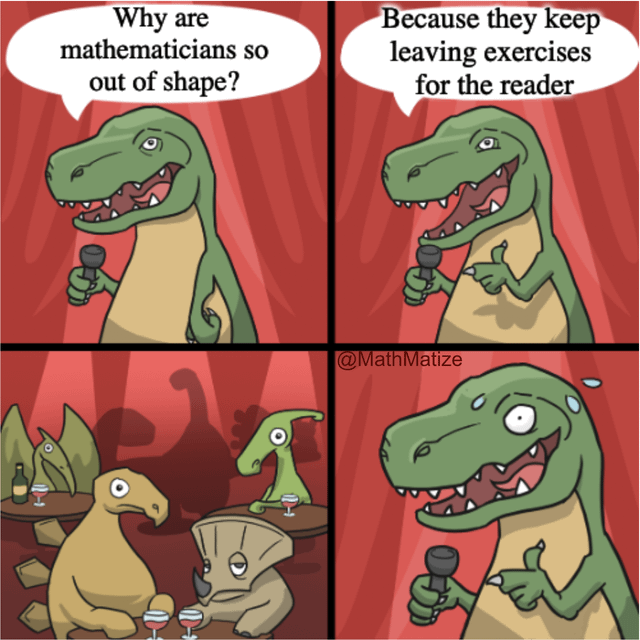 Why are
mathematicians so
out of shape?
Because they keep
leaving exercises
for the reader
@MathMatize